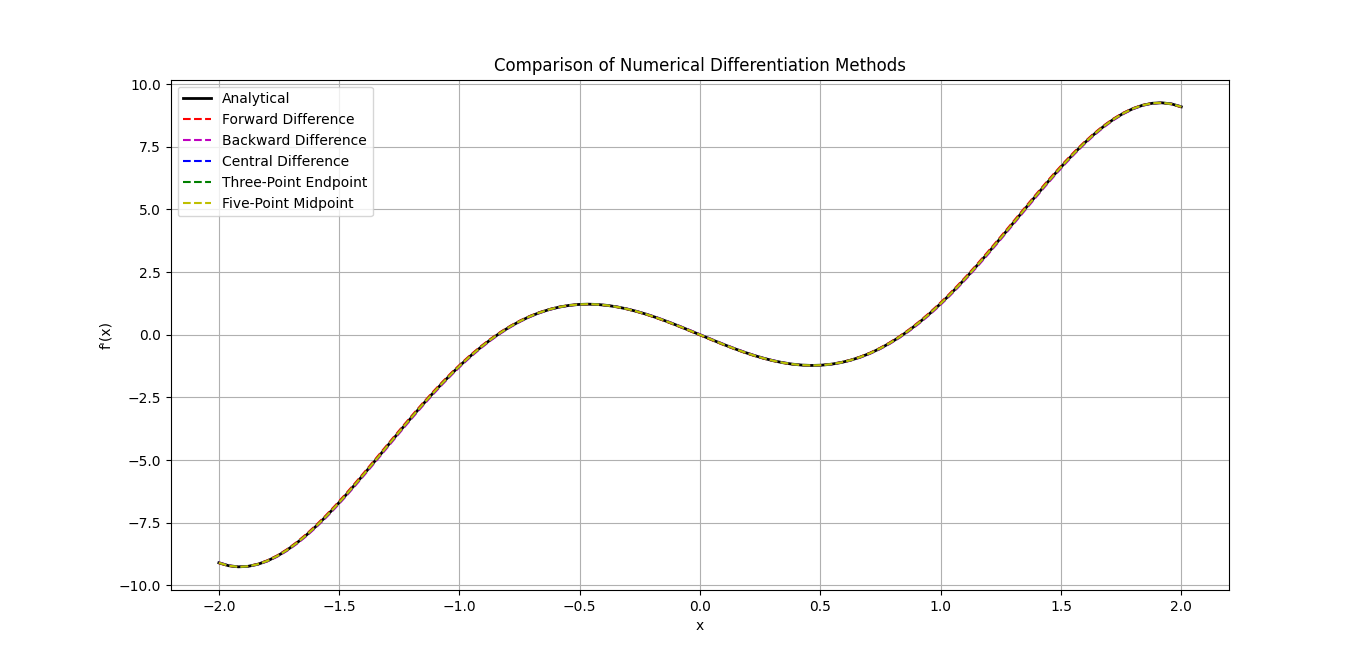 Comparison of Numerical Differentiation Methods
10.0
7.5
5.0
2.5
0.0
−2.5
−5.0
−7.5
−10.0
f'(x)
Analytical
Forward Difference
Backward Difference
Central Difference
Three-Point Endpoint
Five-Point Midpoint
−2.0 −1.5 −1.0 −0.5 0.0 0.5 1.0 1.5 2.0
x